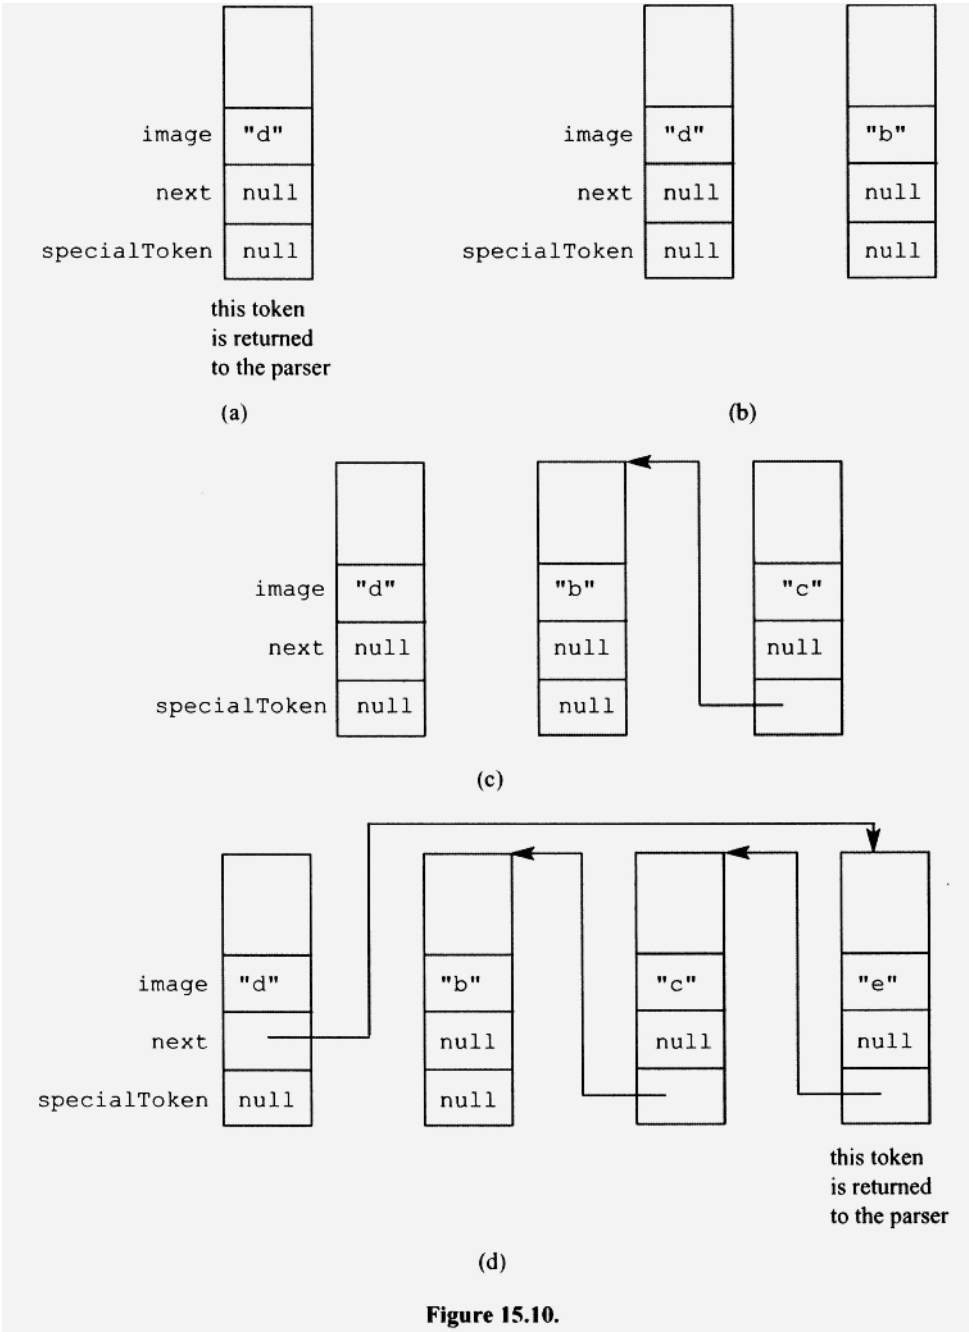 image "d" image "d" "b"
next null next null null
specialToken null specialToken null null
this token
is returned
to the parser
(a) (b)
image "d" "b" "c"
next null null null
specialToken null null
(c)
image "d" "b" "c" "e"
next null null null
specialToken null null
this token
is returned
to the parser
(d)
Figure 15.10.